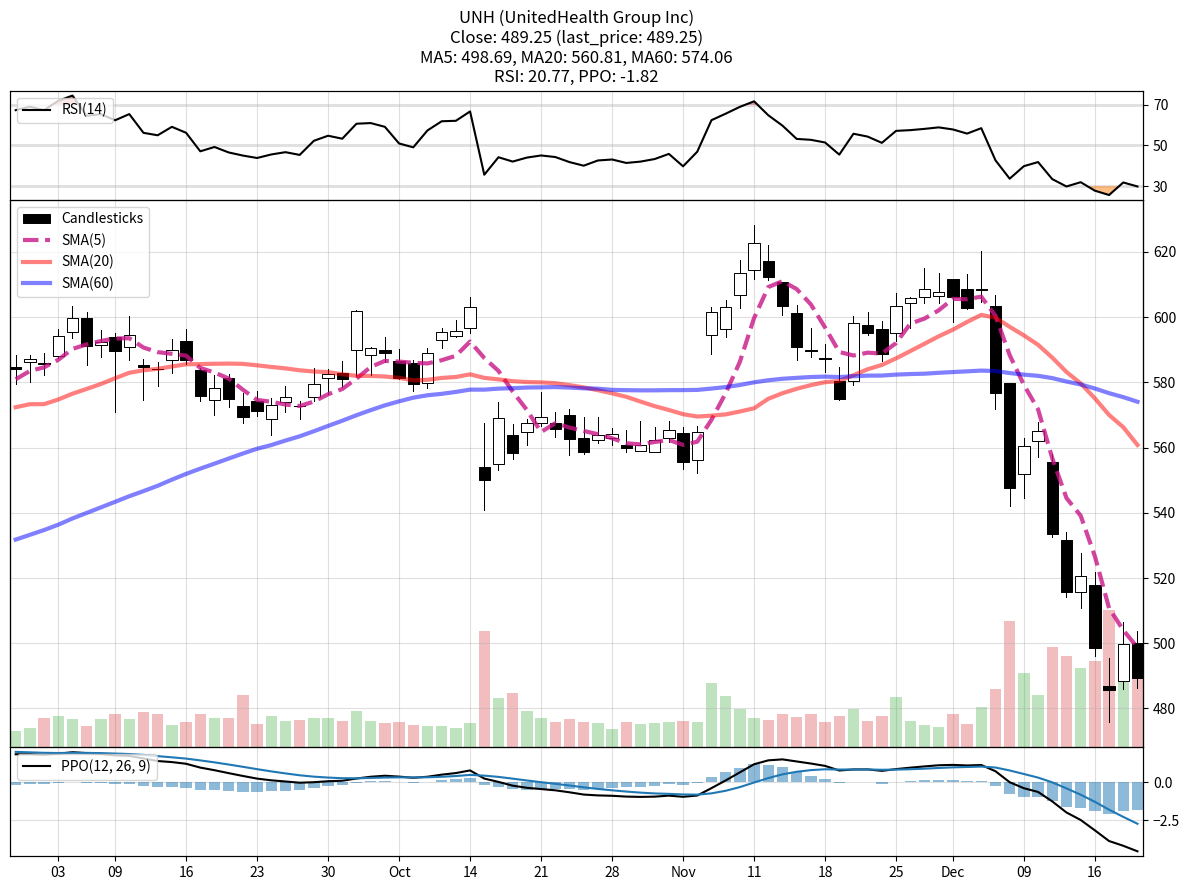 UNH (UnitedHealth Group Inc)
Close: 489.25 (last_price: 489.25)
MA5: 498.69, MA20: 560.81, MA60: 574.06
RSI: 20.77, PPO: -1.82
RSI(14)
70
50
30
Candlesticks
SMA(5)
SMA(20)
SMA(60)
620
600
580
560
540
520
500
480
PPO(12, 26, 9)
0.0
−2.5
03 09 16 23 30 Oct 14 21 28 Nov 11 18 25 Dec 09 16